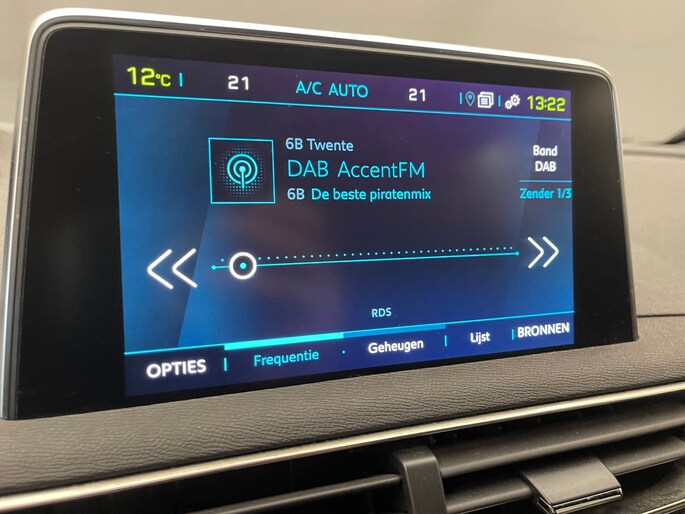 12°C 21 A/C AUTO 21 13:22
6B Twente
DAB AccentFM
6B De beste piratenmix
Band
DAB
Zender 1/3
RDS
OPTIES Frequentie · Geheugen Lijst BRONNEN